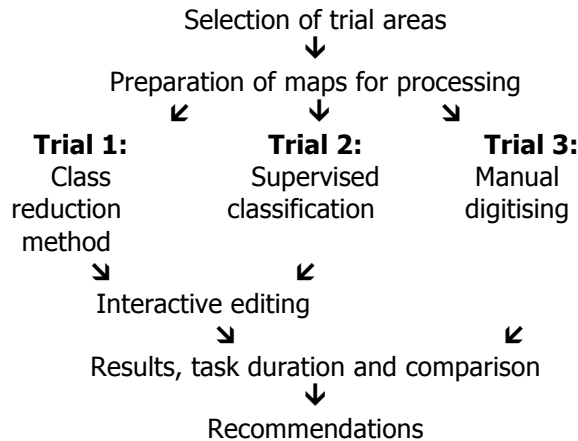 Selection of trial areas
Preparation of maps for processing
Trial 1: Trial 2: Trial 3:
Class Supervised Manual
reduction classification digitising
method
Interactive editing
Results, task duration and comparison
Recommendations